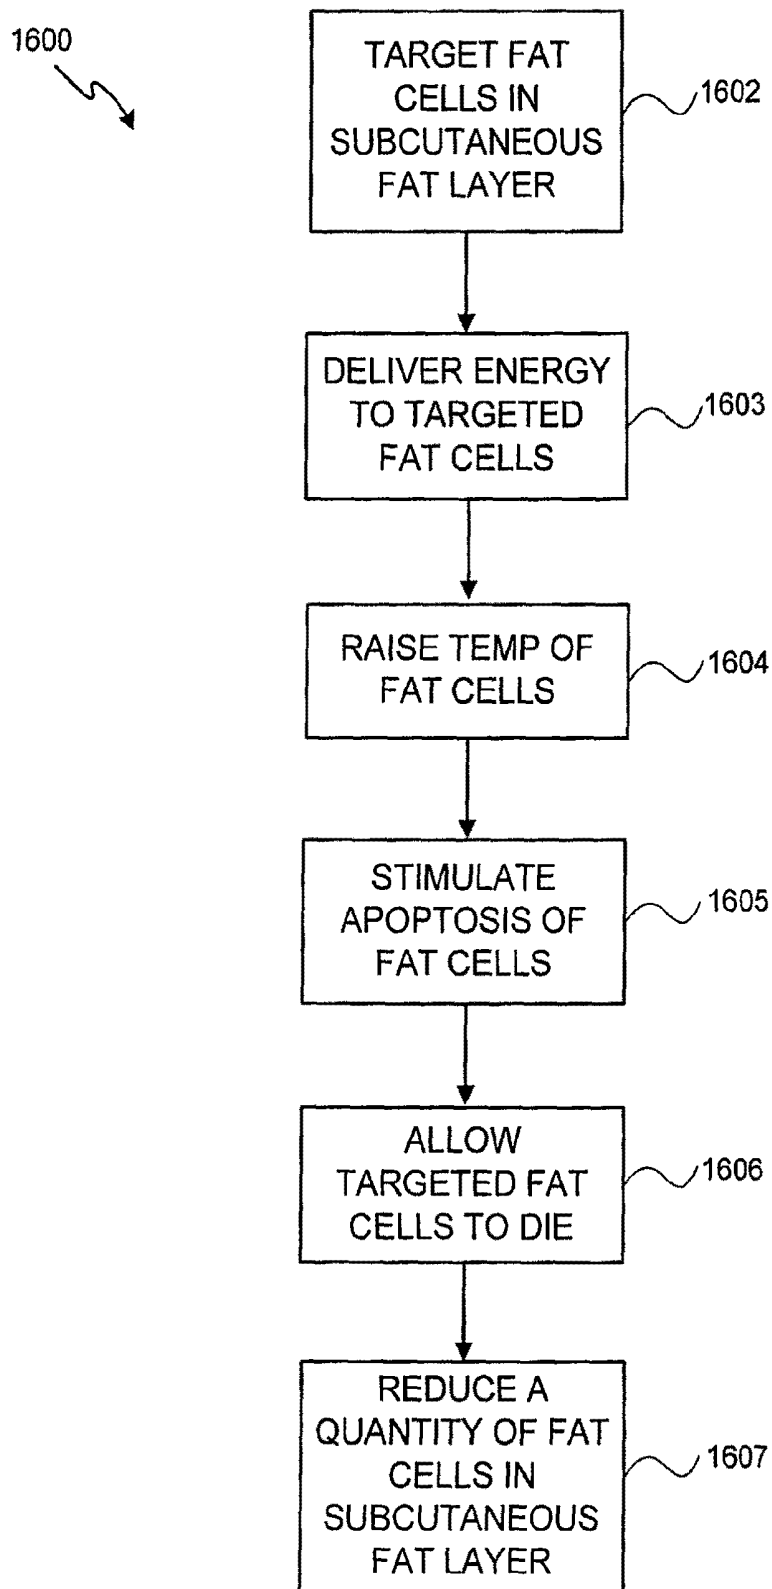 1600
TARGET FAT
CELLS IN
SUBCUTANEOUS
FAT LAYER
1602
DELIVER ENERGY
TO TARGETED
FAT CELLS
1603
RAISE TEMP OF
FAT CELLS
1604
STIMULATE
APOPTOSIS OF
FAT CELLS
1605
ALLOW
TARGETED FAT
CELLS TO DIE
1606
REDUCE A
QUANTITY OF FAT
CELLS IN
SUBCUTANEOUS
FAT LAYER
1607